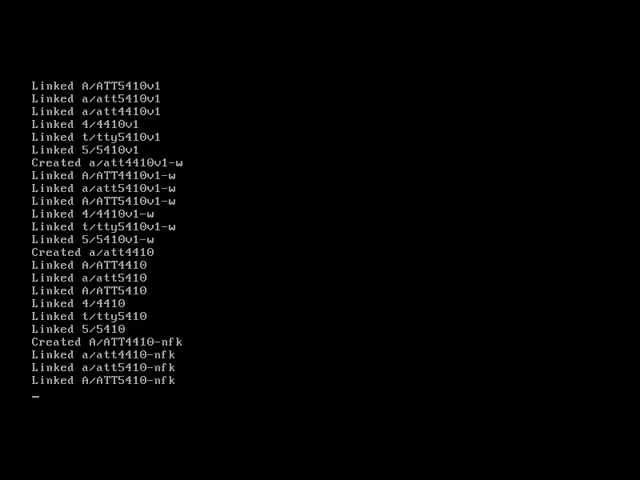 Linked A/ATT5410v1
Linked a/att5410v1
Linked a/att4410v1
Linked 4/4410v1
Linked t/tty5410v1
Linked 5/5410v1
Created a/att4410v1-w
Linked A/ATT4410v1-w
Linked a/att5410v1-w
Linked A/ATT5410v1-w
Linked 4/4410v1-w
Linked t/tty5410v1-w
Linked 5/5410v1-w
Created a/att4410
Linked A/ATT4410
Linked a/att5410
Linked A/ATT5410
Linked 4/4410
Linked t/tty5410
Linked 5/5410
Created A/ATT4410-nfk
Linked a/att4410-nfk
Linked a/att5410-nfk
Linked A/ATT5410-nfk
_